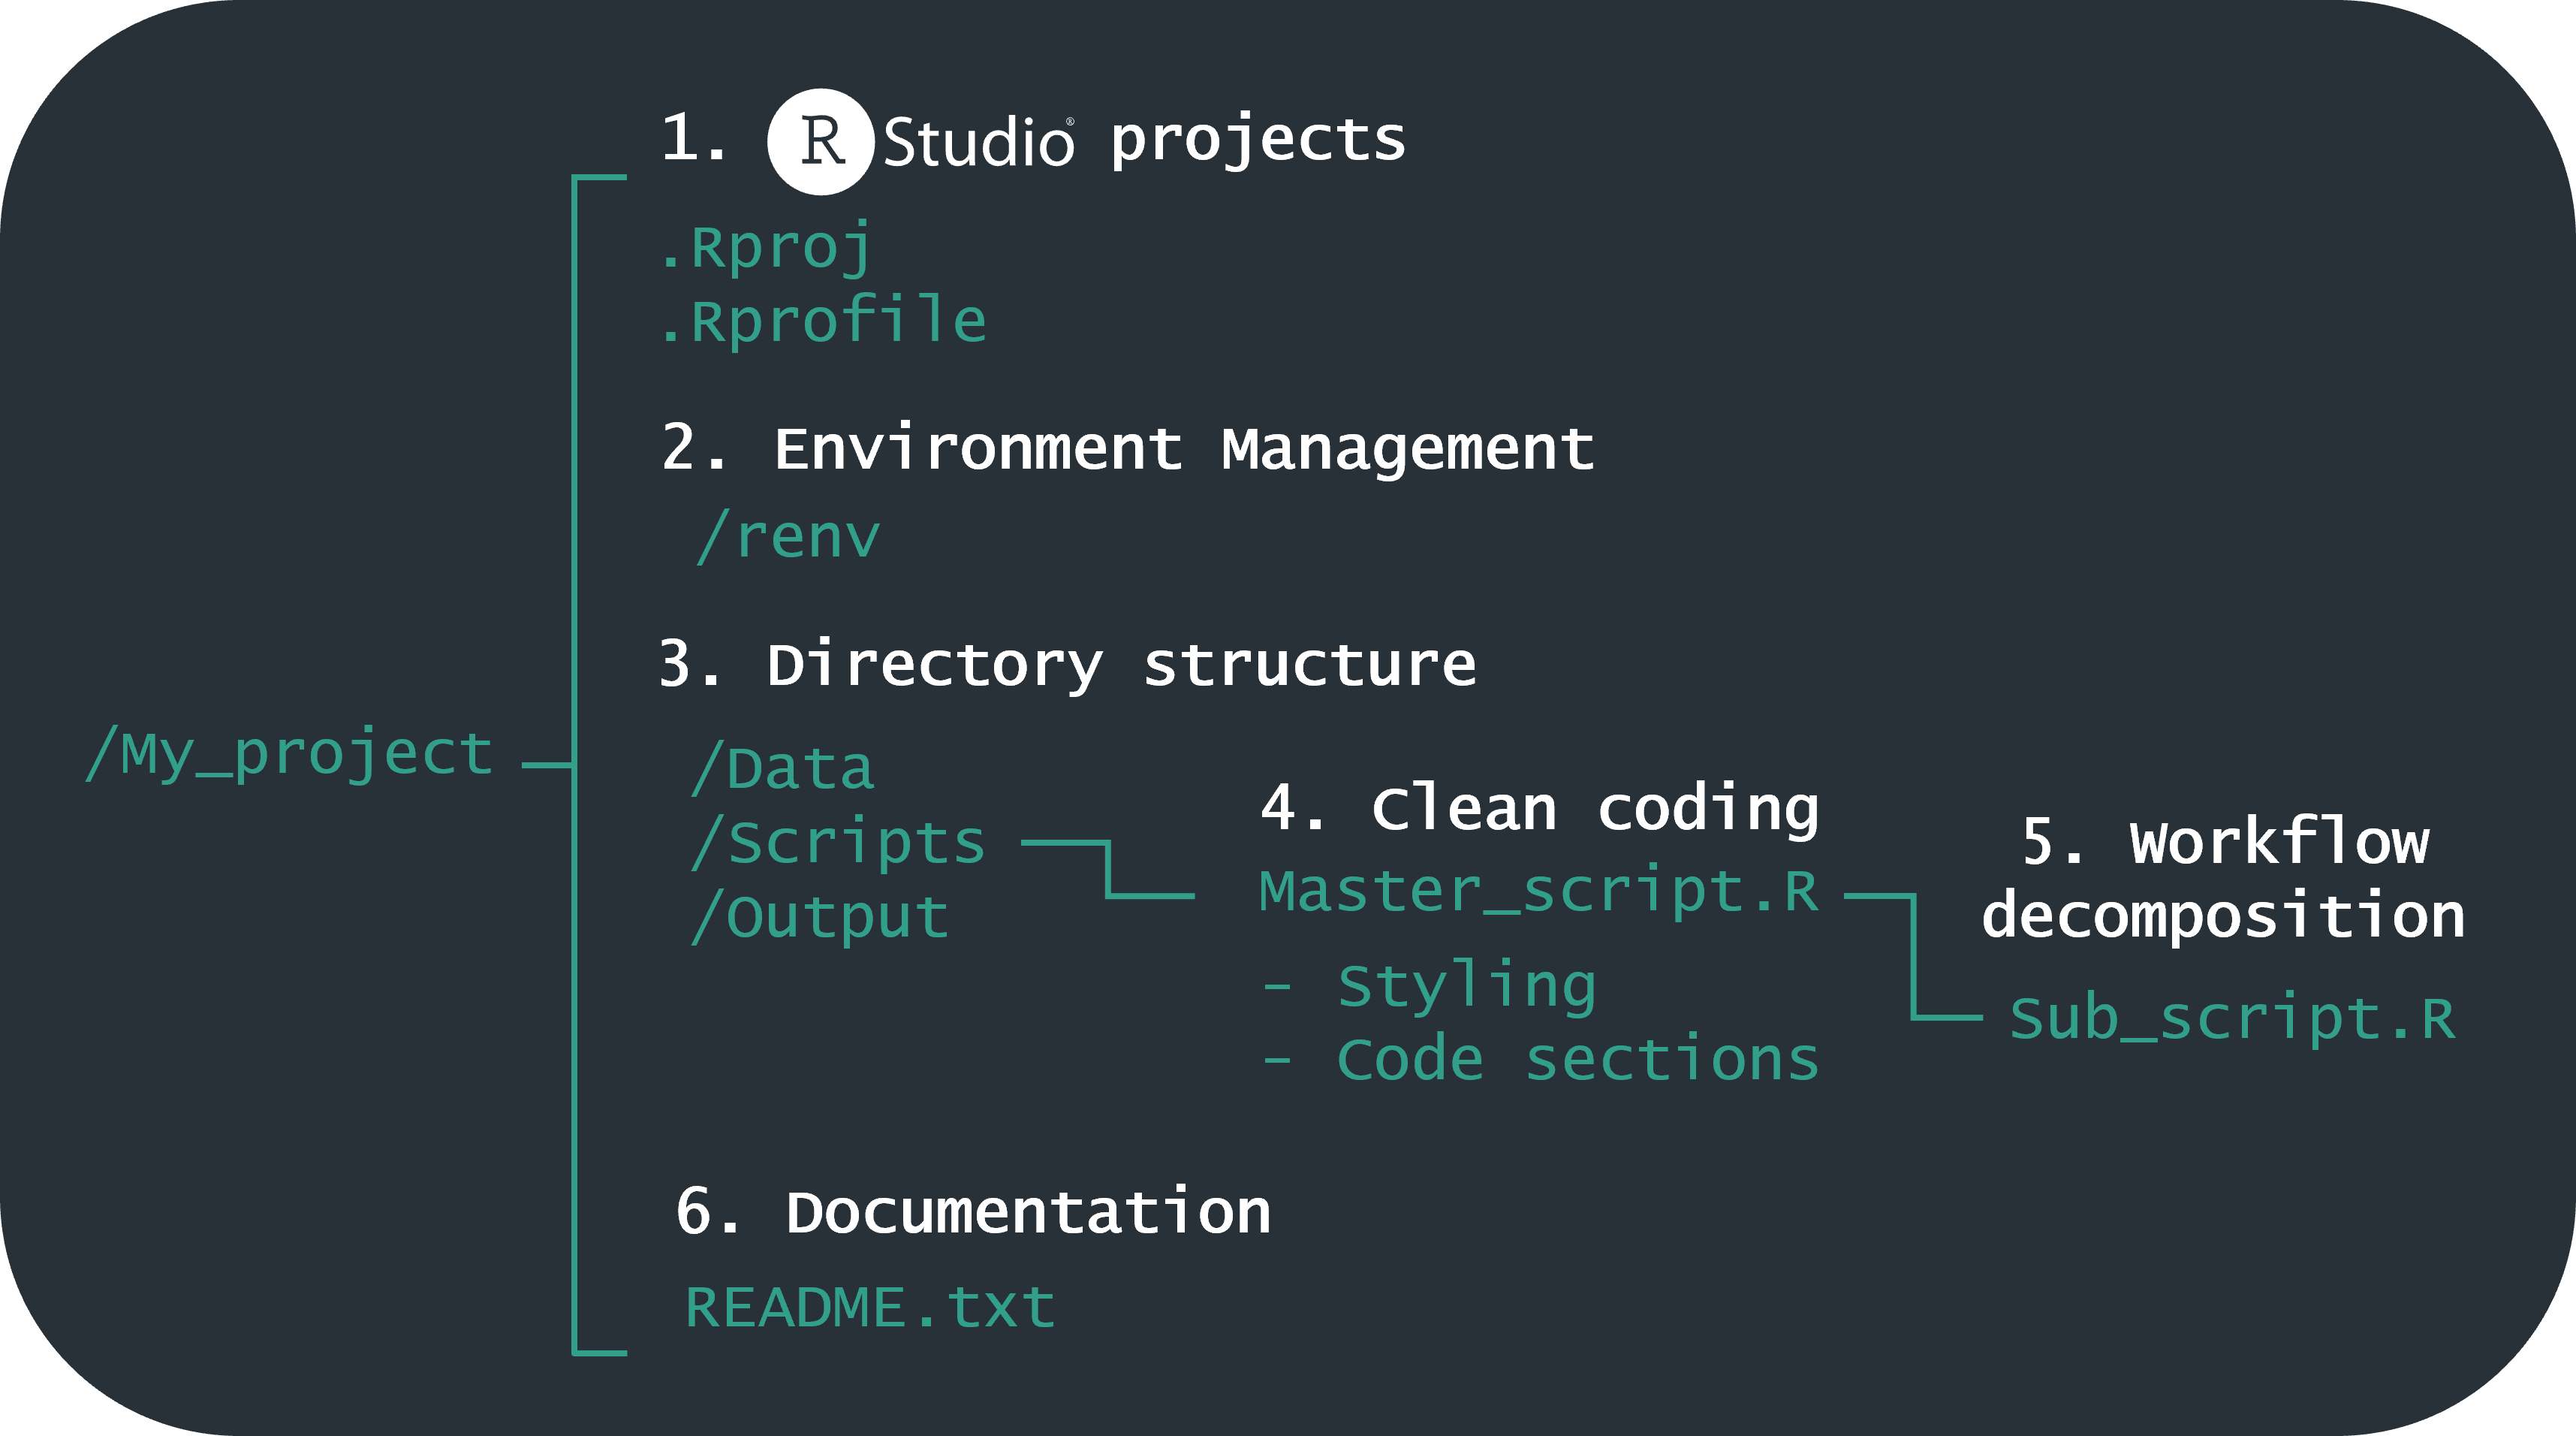 1. R Studio® projects
.Rproj
.Rprofile
2. Environment Management
/renv
3. Directory structure
/My_project
/Data
/Scripts
/Output
4. Clean coding
Master_script.R
- Styling
- Code sections
5. Workflow
decomposition
Sub_script.R
6. Documentation
README.txt